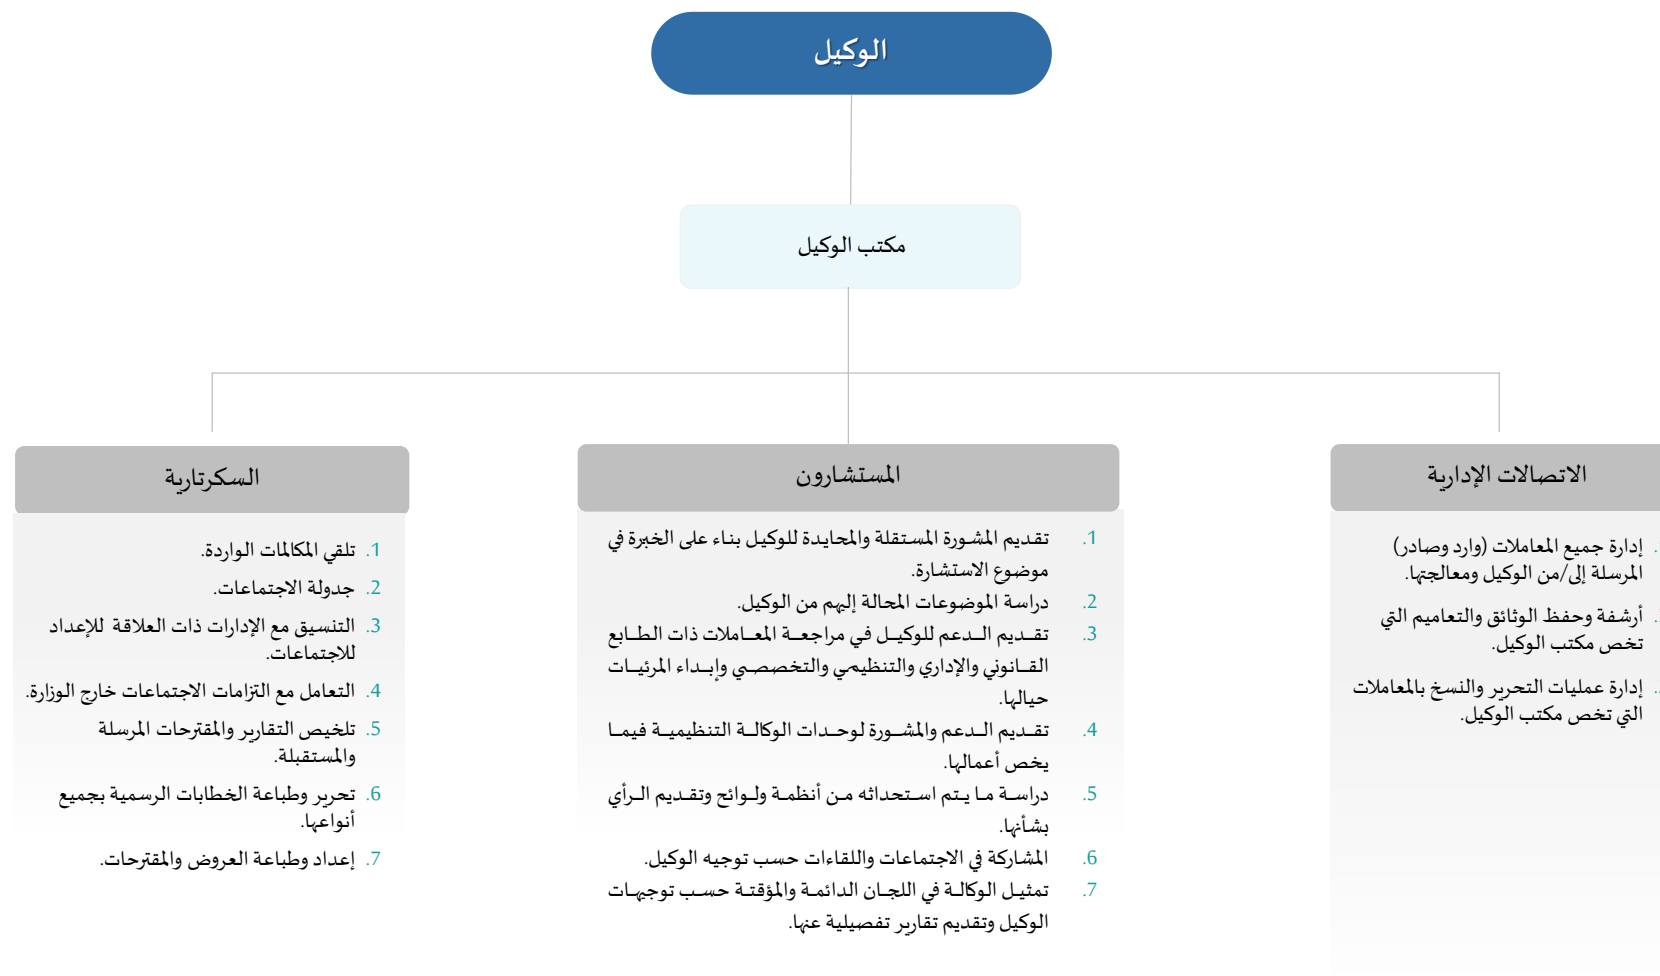 الوكيل
مكتب الوكيل
الاتصالات الإدارية
إدارة جميع المعاملات (وارد وصادر)
المرسلة إلى/من الوكيل ومعالجتها.
أرشفة وحفظ الوثائق والتعاميم التي
تخص مكتب الوكيل.
إدارة عمليات التحرير والنسخ بالمعاملات
التي تخص مكتب الوكيل.
المستشارون
1. تقديم المشورة المستقلة والمحايدة للوكيل بناء على الخبرة في
موضوع الاستشارة.
2. دراسة الموضوعات المحالة إليهم من الوكيل.
3. تقديم الدعم للوكيل في مراجعة المعاملات ذات الطابع
القانوني والإداري والتنظيمي والتخصصي وإبداء المرئيات
حيالها.
4. تقديم الدعم والمشورة لوحدات الوكالة التنظيمية فيما
يخص أعمالها.
5. دراسة ما يتم استحداثه من أنظمة ولوائح وتقديم الرأي
بشأنها.
6. المشاركة في الاجتماعات واللقاءات حسب توجيه الوكيل.
7. تمثيل الوكالة في اللجان الدائمة والمؤقتة حسب توجيهات
الوكيل وتقديم تقارير تفصيلية عنها.
السكرتارية
1. تلقي المكالمات الواردة.
2. جدولة الاجتماعات.
3. التنسيق مع الإدارات ذات العلاقة للإعداد
للاجتماعات.
4. التعامل مع التزامات الاجتماعات خارج الوزارة.
5. تلخيص التقارير والمقترحات المرسلة
والمستقبلة.
6. تحرير وطباعة الخطابات الرسمية بجميع
أنواعها.
7. إعداد وطباعة العروض والمقترحات.